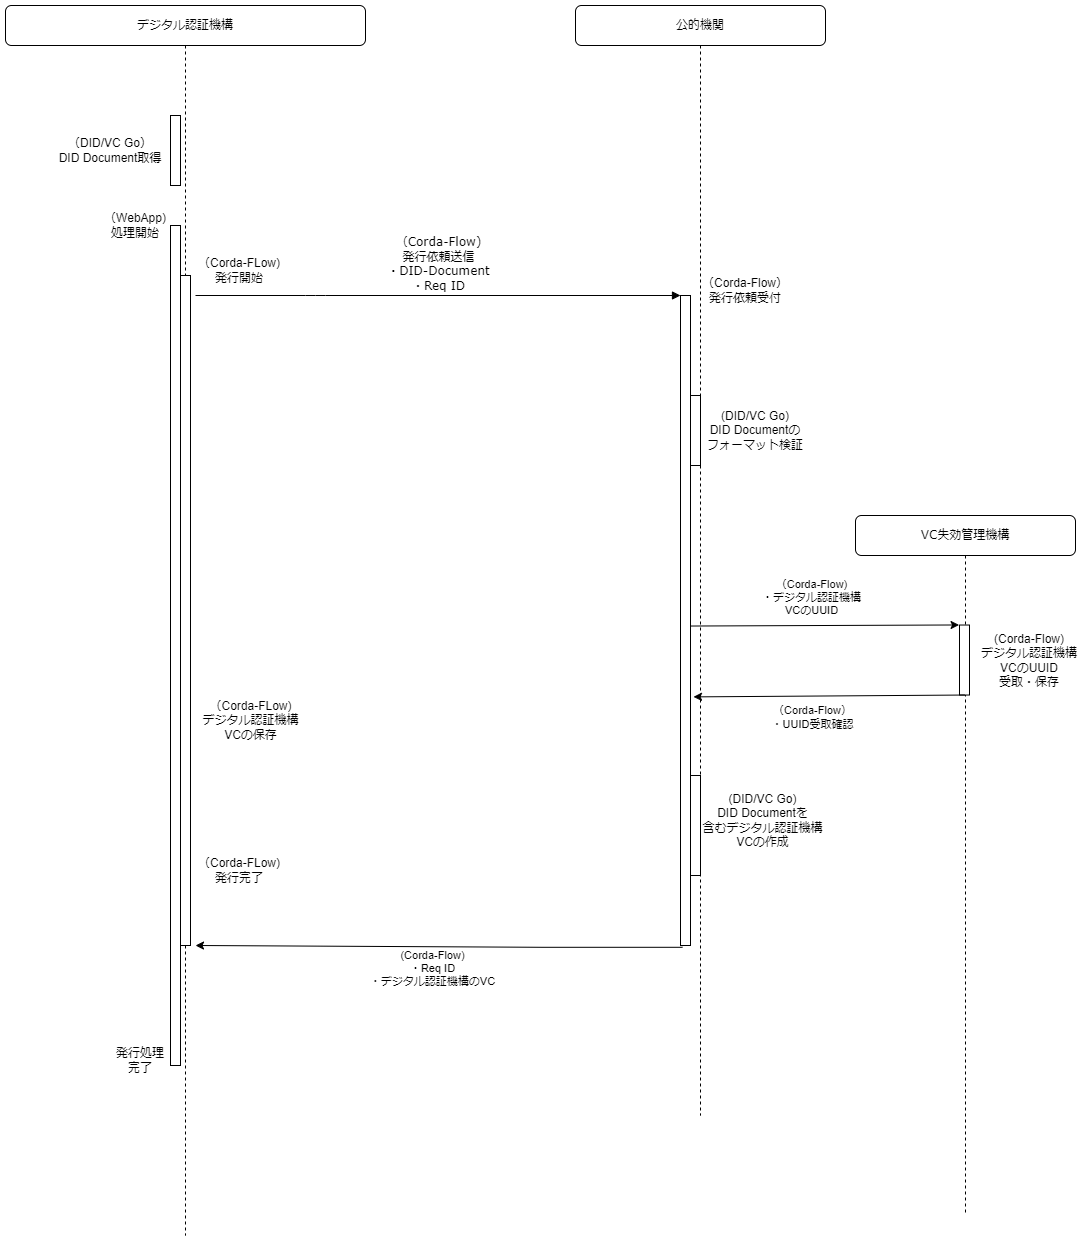 デジタル認証機構
公的機関
（DID/VC Go）
DID Document取得
（WebApp)
処理開始
（Corda-FLow)
発行開始
（Corda-Flow）
発行依頼送信
・DID-Document
・Req ID
（Corda-Flow）
発行依頼受付
(DID/VC Go)
DID Documentの
フォーマット検証
VC失効管理機構
（Corda-Flow)
・デジタル認証機構
VCのUUID
(Corda-Flow)
デジタル認証機構
VCのUUID
受取・保存
（Corda-Flow）
・UUID受取確認
（Corda-FLow)
デジタル認証機構
VCの保存
(DID/VC Go)
DID Documentを
含むデジタル認証機構
VCの作成
（Corda-FLow)
発行完了
(Corda-Flow)
・Req ID
・デジタル認証機構のVC
発行処理
完了